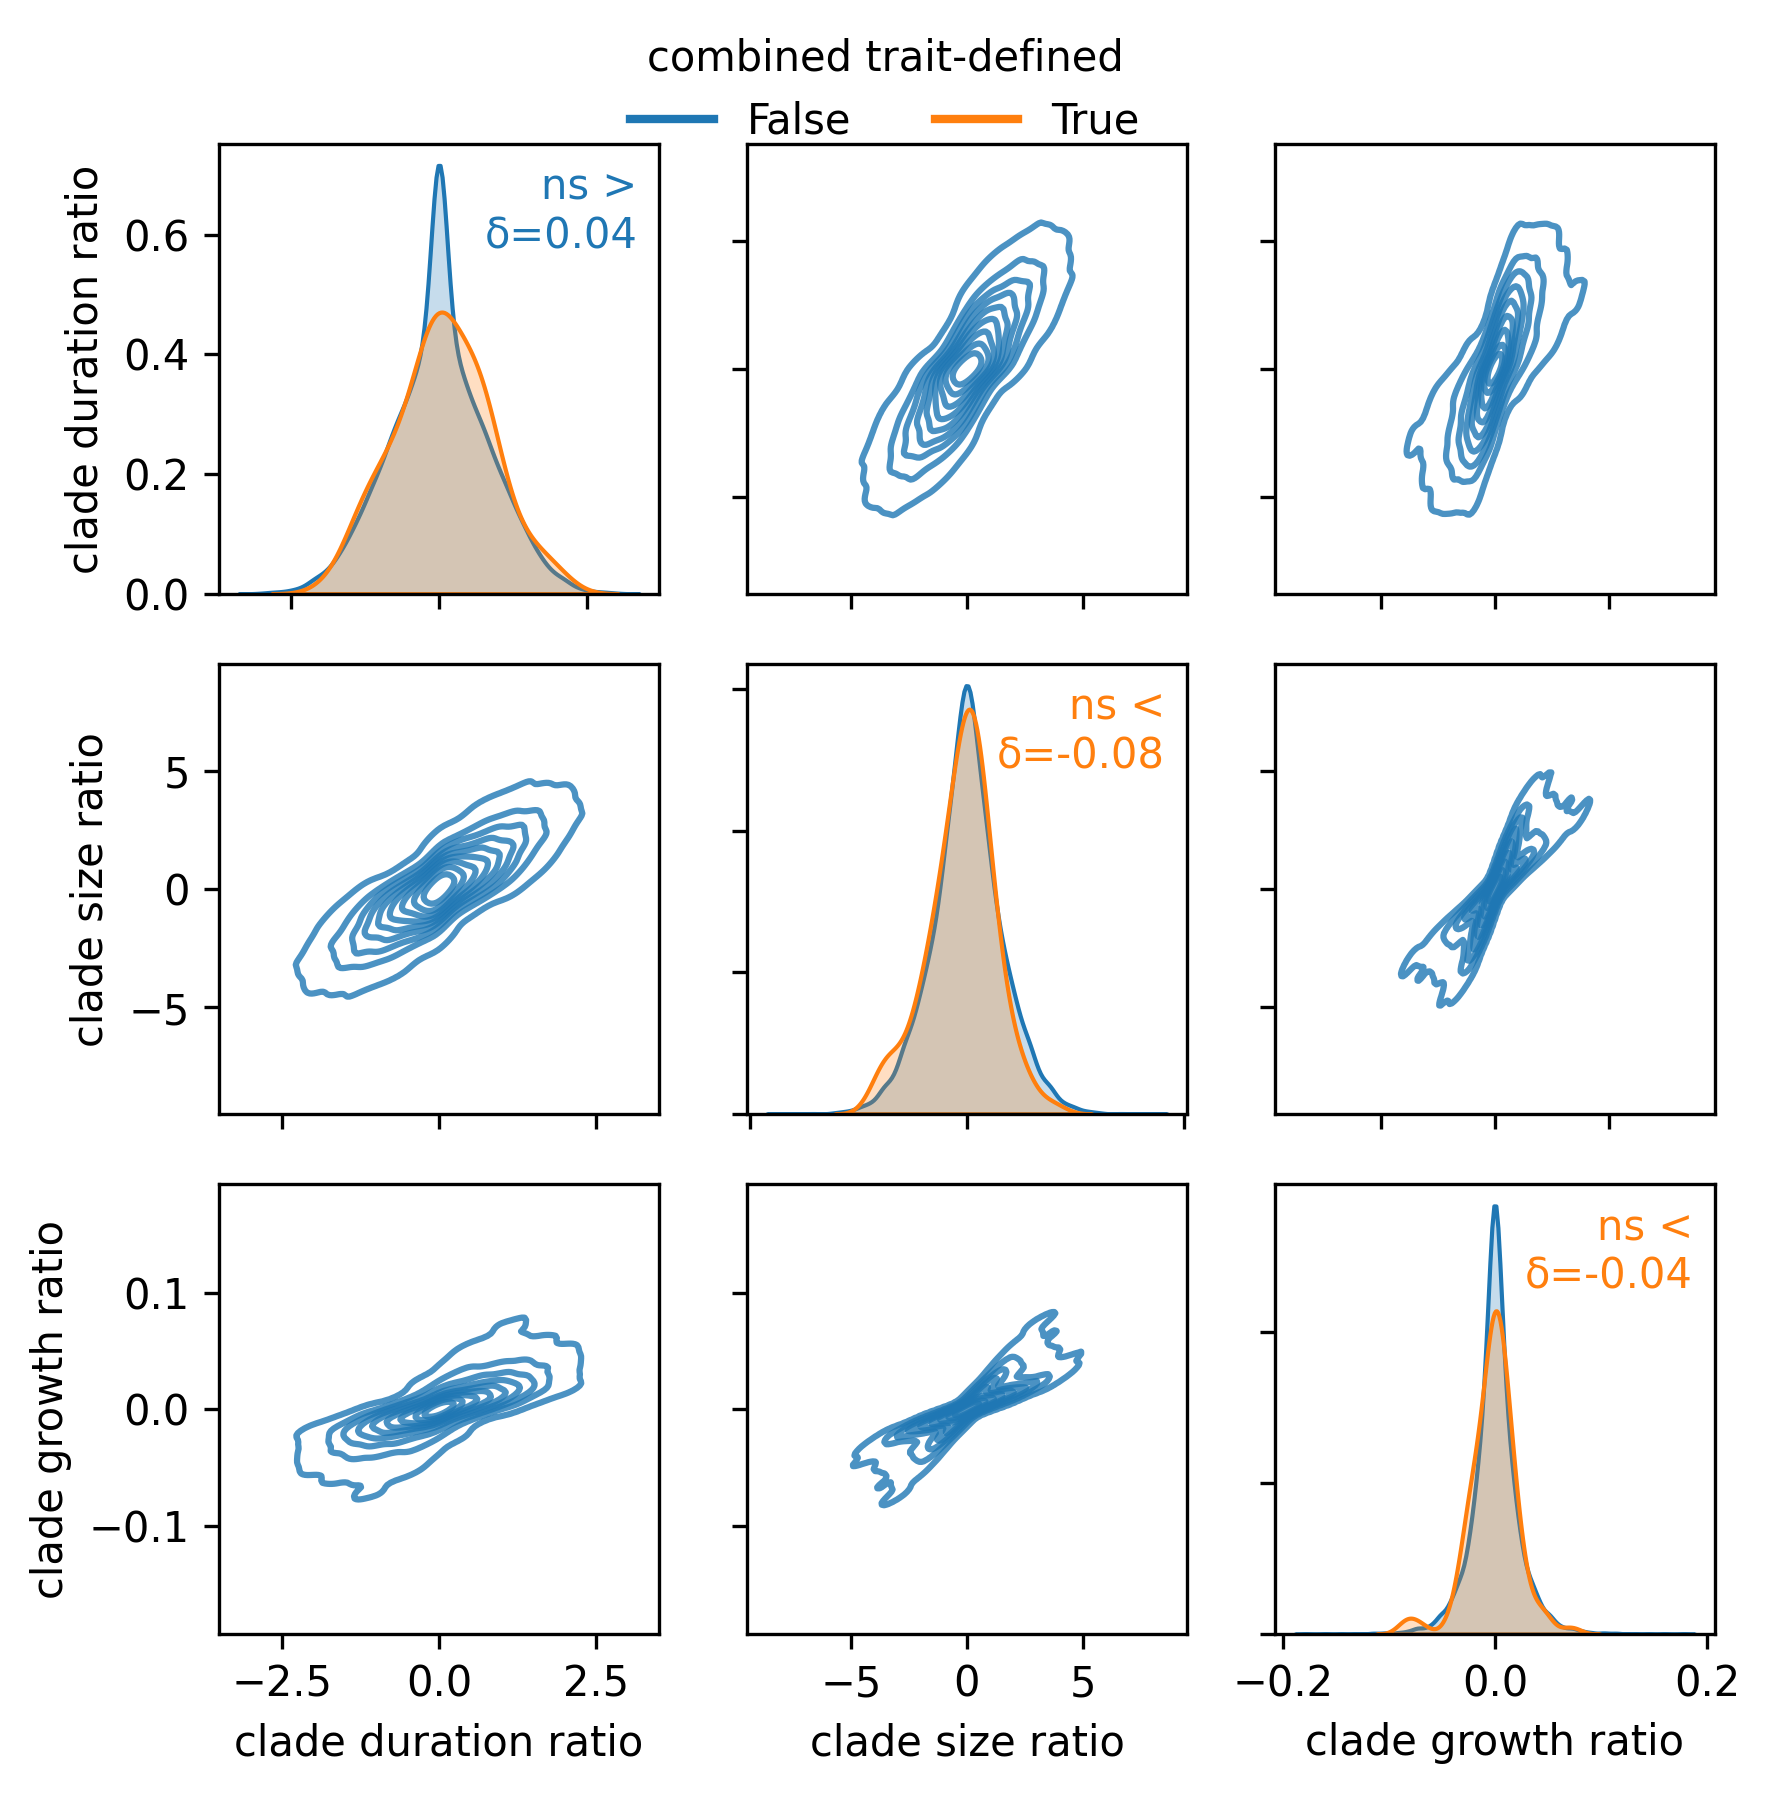 combined trait-defined
False True
clade duration ratio
0.6
0.4
0.2
0.0
ns >
δ=0.04
clade size ratio
5
0
−5
ns <
δ=-0.08
clade growth ratio
0.1
0.0
−0.1
ns <
δ=-0.04
−2.5 0.0 2.5
−5 0 5
−0.2 0.0 0.2
clade duration ratio
clade size ratio
clade growth ratio